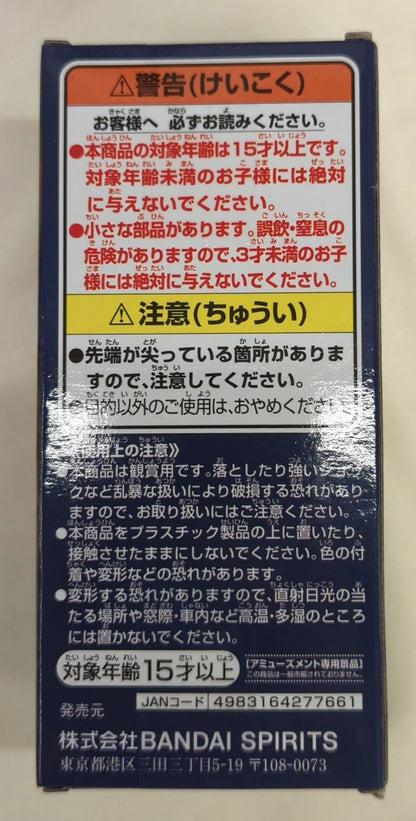 ⚠警告(けいこく)
お客様へ 必ずお読みください。
●本商品の対象年齢は15才以上です。
対象年齢未満のお子様には絶対
に与えないでください。
●小さな部品があります。誤飲・窒息の
危険がありますので、3才未満のお子
様には絶対に与えないでください。
⚠注意(ちゅうい)
●先端が尖っている箇所がありま
すので、注意してください。
●目的以外のご使用は、おやめください。
《使用上の注意》
●本商品は観賞用です。落としたり強いショッ
クなど乱暴な扱いにより破損する恐れがあり
ますので、お取り扱いにはご注意ください。
●本商品をプラスチック製品の上に置いたり、
接触させたままにしないでください。色の付
着や変形などの恐れがあります。
●変形する恐れがありますので、直射日光の当
たる場所や窓際・車内など高温・多湿のところ
には置かないでください。
対象年齢15才以上
【アミューズメント専用景品】
この商品は一般市販されていません。
JANコード 4983164277661
発売元
株式会社BANDAI SPIRITS
東京都港区三田三丁目5-19 〒108-0073